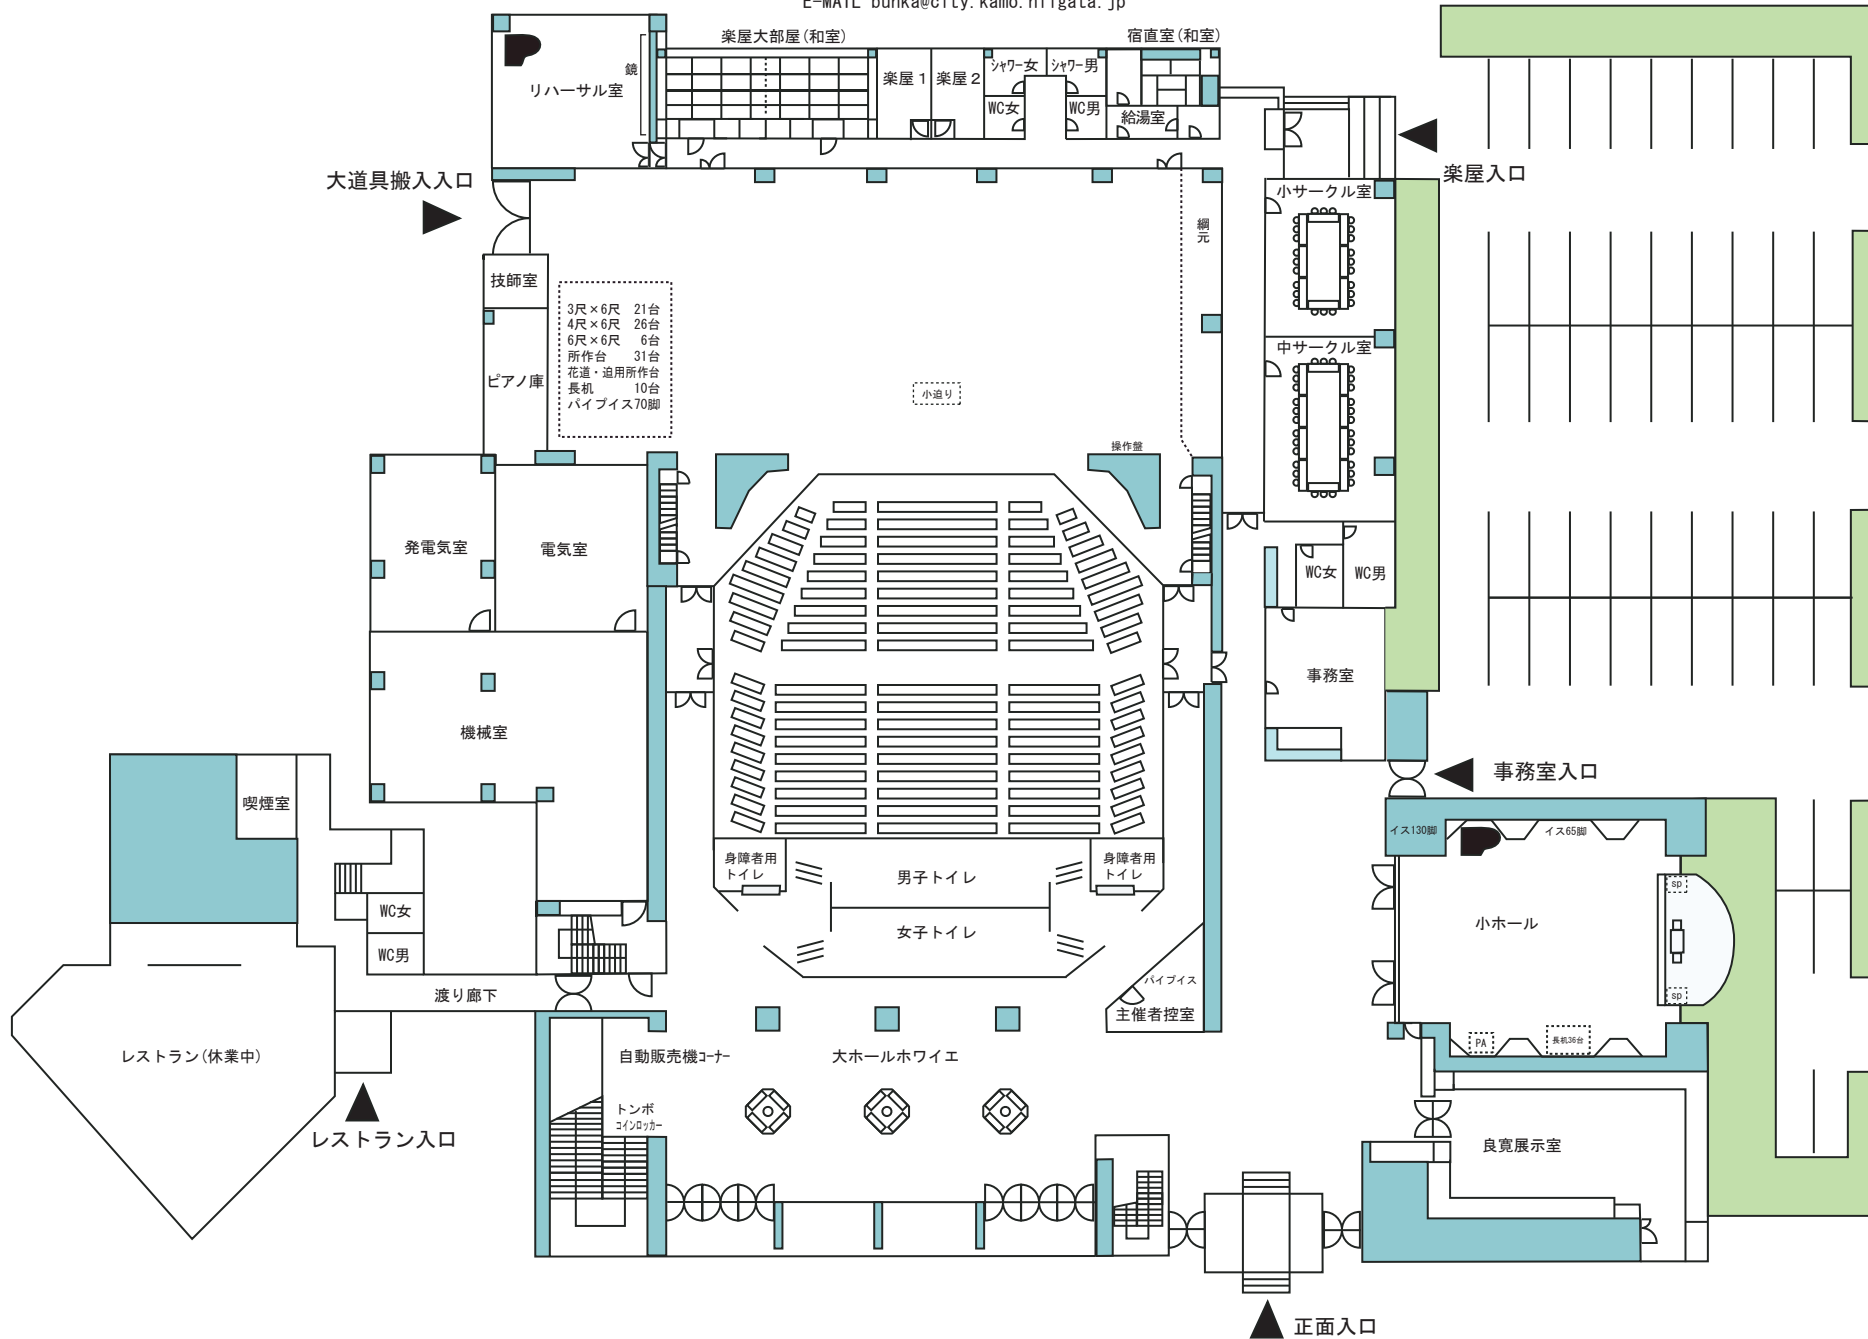 E-MAIL bunka@city.kamo.niigata.jp
楽屋大部屋(和室)
宿直室(和室)
鏡
リハーサル室
楽屋1
楽屋2
シャワー女
シャワー男
WC女
WC男
給湯室
大道具搬入入口
楽屋入口
小サークル室
綱元
技師室
3尺×6尺 21台
4尺×6尺 26台
6尺×6尺 6台
所作台 31台
花道・迫用所作台
長机 10台
パイプイス70脚
ピアノ庫
小迫り
中サークル室
操作盤
発電気室
電気室
WC女
WC男
事務室
機械室
事務室入口
喫煙室
イス130脚
イス65脚
身障者用
トイレ
男子トイレ
身障者用
トイレ
sp
小ホール
WC女
女子トイレ
WC男
パイプイス
渡り廊下
sp
主催者控室
PA
長机36台
レストラン(休業中)
自動販売機コーナー
大ホールホワイエ
トンボ
コインロッカー
レストラン入口
良寛展示室
正面入口